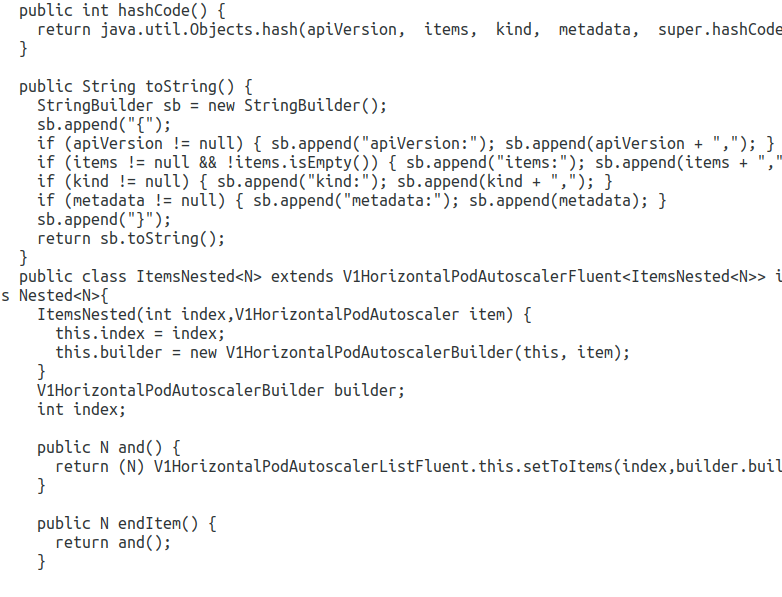 public int hashCode() {
    return java.util.Objects.hash(apiVersion,  items,  kind,  metadata,  super.hashCode
  }

  public String toString() {
    StringBuilder sb = new StringBuilder();
    sb.append("{");
    if (apiVersion != null) { sb.append("apiVersion:"); sb.append(apiVersion + ","); }
    if (items != null && !items.isEmpty()) { sb.append("items:"); sb.append(items + ","
    if (kind != null) { sb.append("kind:"); sb.append(kind + ","); }
    if (metadata != null) { sb.append("metadata:"); sb.append(metadata); }
    sb.append("}");
    return sb.toString();
  }
  public class ItemsNested<N> extends V1HorizontalPodAutoscalerFluent<ItemsNested<N>> i
s Nested<N>{
    ItemsNested(int index,V1HorizontalPodAutoscaler item) {
      this.index = index;
      this.builder = new V1HorizontalPodAutoscalerBuilder(this, item);
    }
    V1HorizontalPodAutoscalerBuilder builder;
    int index;

    public N and() {
      return (N) V1HorizontalPodAutoscalerListFluent.this.setToItems(index,builder.buil
    }

    public N endItem() {
      return and();
    }